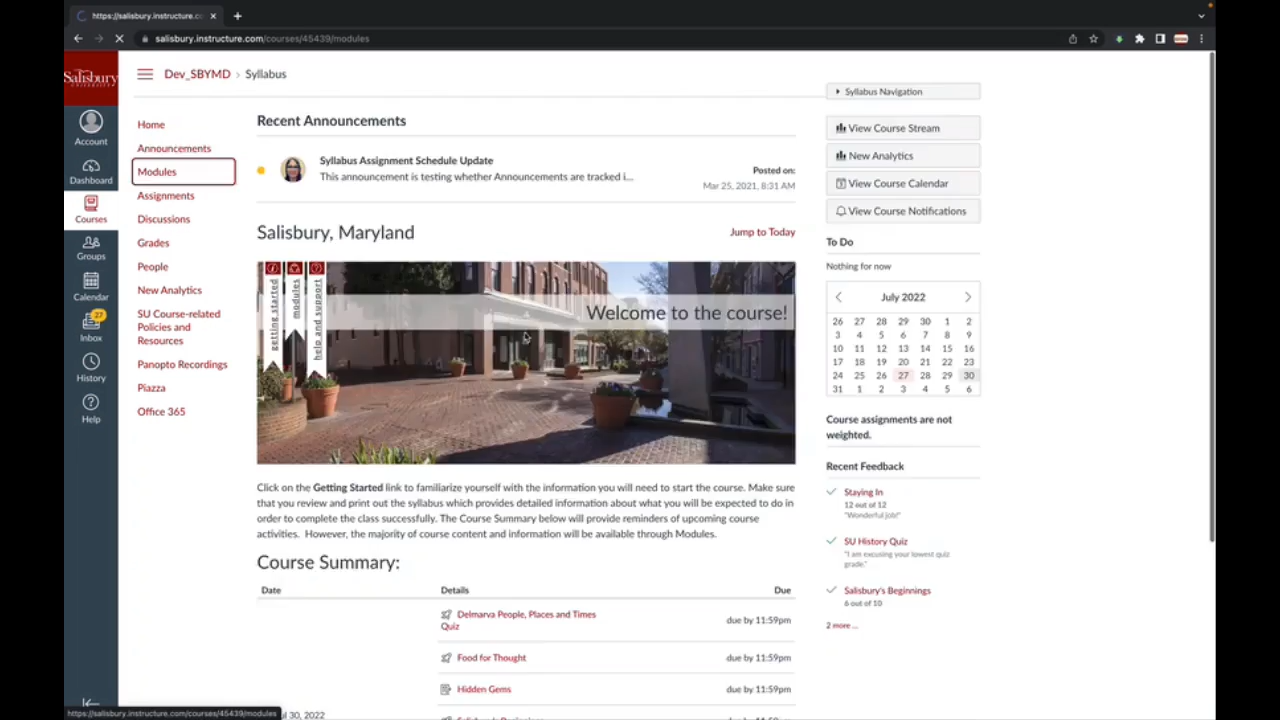 https://salisbury.instructure.co
salisbury.instructure.com/courses/45439/modules
Salisbury
UNIVERSITY
Account
Dashboard
Courses
Groups
Calendar
27
Inbox
History
Help
Dev_SBYMD › Syllabus
Home
Announcements
Modules
Assignments
Discussions
Grades
People
New Analytics
SU Course-related
Policies and
Resources
Panopto Recordings
Piazza
Office 365
Recent Announcements
Syllabus Assignment Schedule Update
This announcement is testing whether Announcements are tracked i...
Posted on:
Mar 25, 2021, 8:31 AM
Salisbury, Maryland
Jump to Today
getting started
modules
help and support
Welcome to the course!
Click on the Getting Started link to familiarize yourself with the information you will need to start the course. Make sure
that you review and print out the syllabus which provides detailed information about what you will be expected to do in
order to complete the class successfully. The Course Summary below will provide reminders of upcoming course
activities. However, the majority of course content and information will be available through Modules.
Course Summary:
Date Details Due
Delmarva People, Places and Times
Quiz
due by 11:59pm
Food for Thought due by 11:59pm
Hidden Gems due by 11:59pm
30, 2022
Syllabus Navigation
View Course Stream
New Analytics
View Course Calendar
View Course Notifications
To Do
Nothing for now
July 2022
26 27 28 29 30 1 2
3 4 5 6 7 8 9
10 11 12 13 14 15 16
17 18 19 20 21 22 23
24 25 26 27 28 29 30
31 1 2 3 4 5 6
Course assignments are not
weighted.
Recent Feedback
Staying In
12 out of 12
"Wonderful job!"
SU History Quiz
"I am excusing your lowest quiz
grade."
Salisbury's Beginnings
6 out of 10
2 more ...
https://salisbury.instructure.com/courses/45439/modules